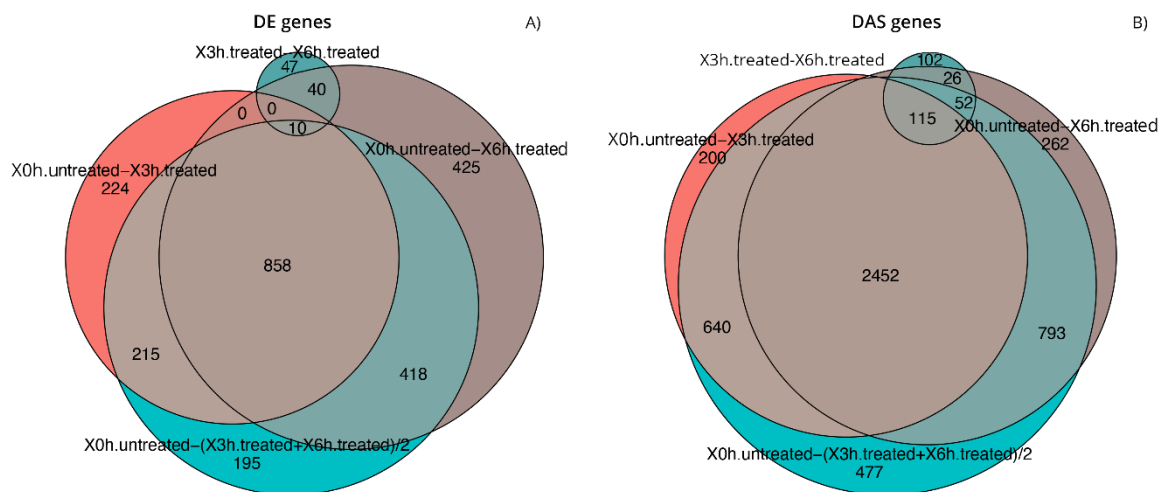 DE genes
A)
X3h.treated-X6h.treated
47
40
0
0
10
X0h.untreated-X6h.treated
425
X0h.untreated-X3h.treated
224
858
215
418
X0h.untreated-(X3h.treated+X6h.treated)/2
195
DAS genes
B)
X3h.treated-X6h.treated
102
26
52
115
X0h.untreated-X6h.treated
262
X0h.untreated-X3h.treated
200
2452
640
793
X0h.untreated-(X3h.treated+X6h.treated)/2
477